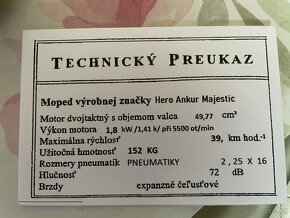 TECHNICKÝ PREUKAZ
Moped výrobnej značky Hero Ankur Majestic
Motor dvojtaktný s objemom valca 49,77 cm³
Výkon motora 1,8 kW /1,41 k/ při 5500 ot/min
Maximálna rýchlosť 39, km hod.-¹
Užitočná hmotnosť 152 KG
Rozmery pneumatík PNEUMATIKY 2,25 X 16
Hlučnosť 72 dB
Brzdy expanzné čeľusťové